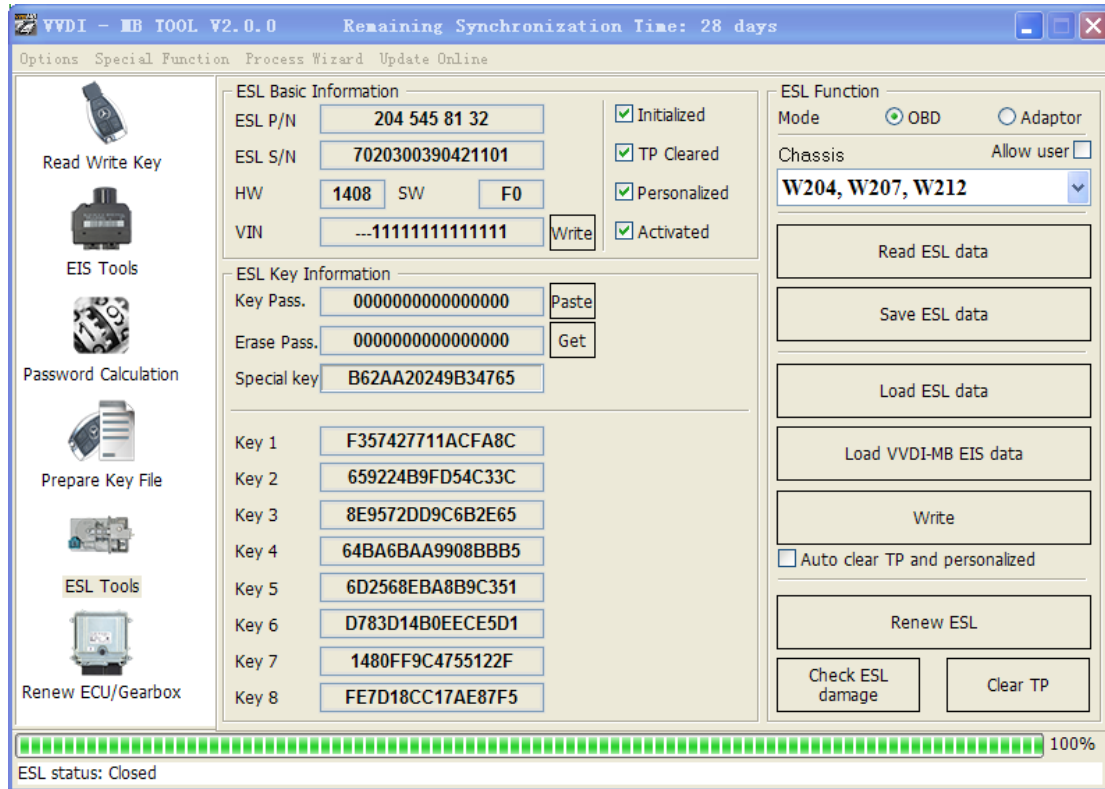 VVDI - MB TOOL V2.0.0 Remaining Synchronization Time: 28 days
Options Special Function Process Wizard Update Online
Read Write Key
EIS Tools
Password Calculation
Prepare Key File
ESL Tools
Renew ECU/Gearbox
ESL Basic Information
ESL P/N 204 545 81 32
ESL S/N 7020300390421101
HW 1408 SW F0
VIN ---11111111111111 Write
Initialized
TP Cleared
Personalized
Activated
ESL Key Information
Key Pass. 0000000000000000 Paste
Erase Pass. 0000000000000000 Get
Special key B62AA20249B34765
Key 1 F357427711ACFA8C
Key 2 659224B9FD54C33C
Key 3 8E9572DD9C6B2E65
Key 4 64BA6BAA9908BBB5
Key 5 6D2568EBA8B9C351
Key 6 D783D14B0EECE5D1
Key 7 1480FF9C4755122F
Key 8 FE7D18CC17AE87F5
ESL Function
Mode OBD Adaptor
Chassis Allow user
W204, W207, W212
Read ESL data
Save ESL data
Load ESL data
Load VVDI-MB EIS data
Write
Auto clear TP and personalized
Renew ESL
Check ESL
damage
Clear TP
100%
ESL status: Closed